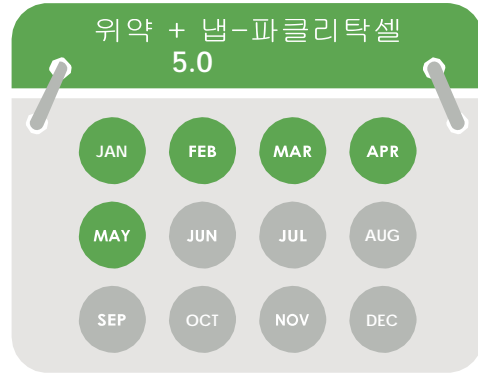 위약 + 냅-파클리탁셀
5.0
JAN FEB MAR APR
MAY JUN JUL AUG
SEP OCT NOV DEC